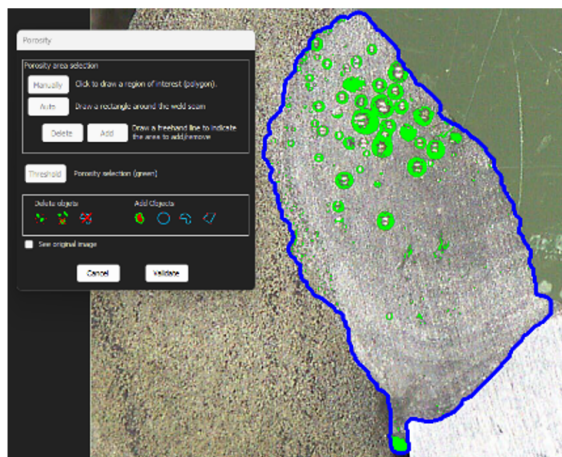 Porosity
Porosity area selection
Manually
Click to draw a region of interest (polygon).
Auto
Draw a rectangle around the weld seam
Delete
Add
Draw a freehand line to indicate
the area to add/remove
Threshold
Porosity selection (green)
Delete objects
Add Objects
See original image
Cancel
Validate